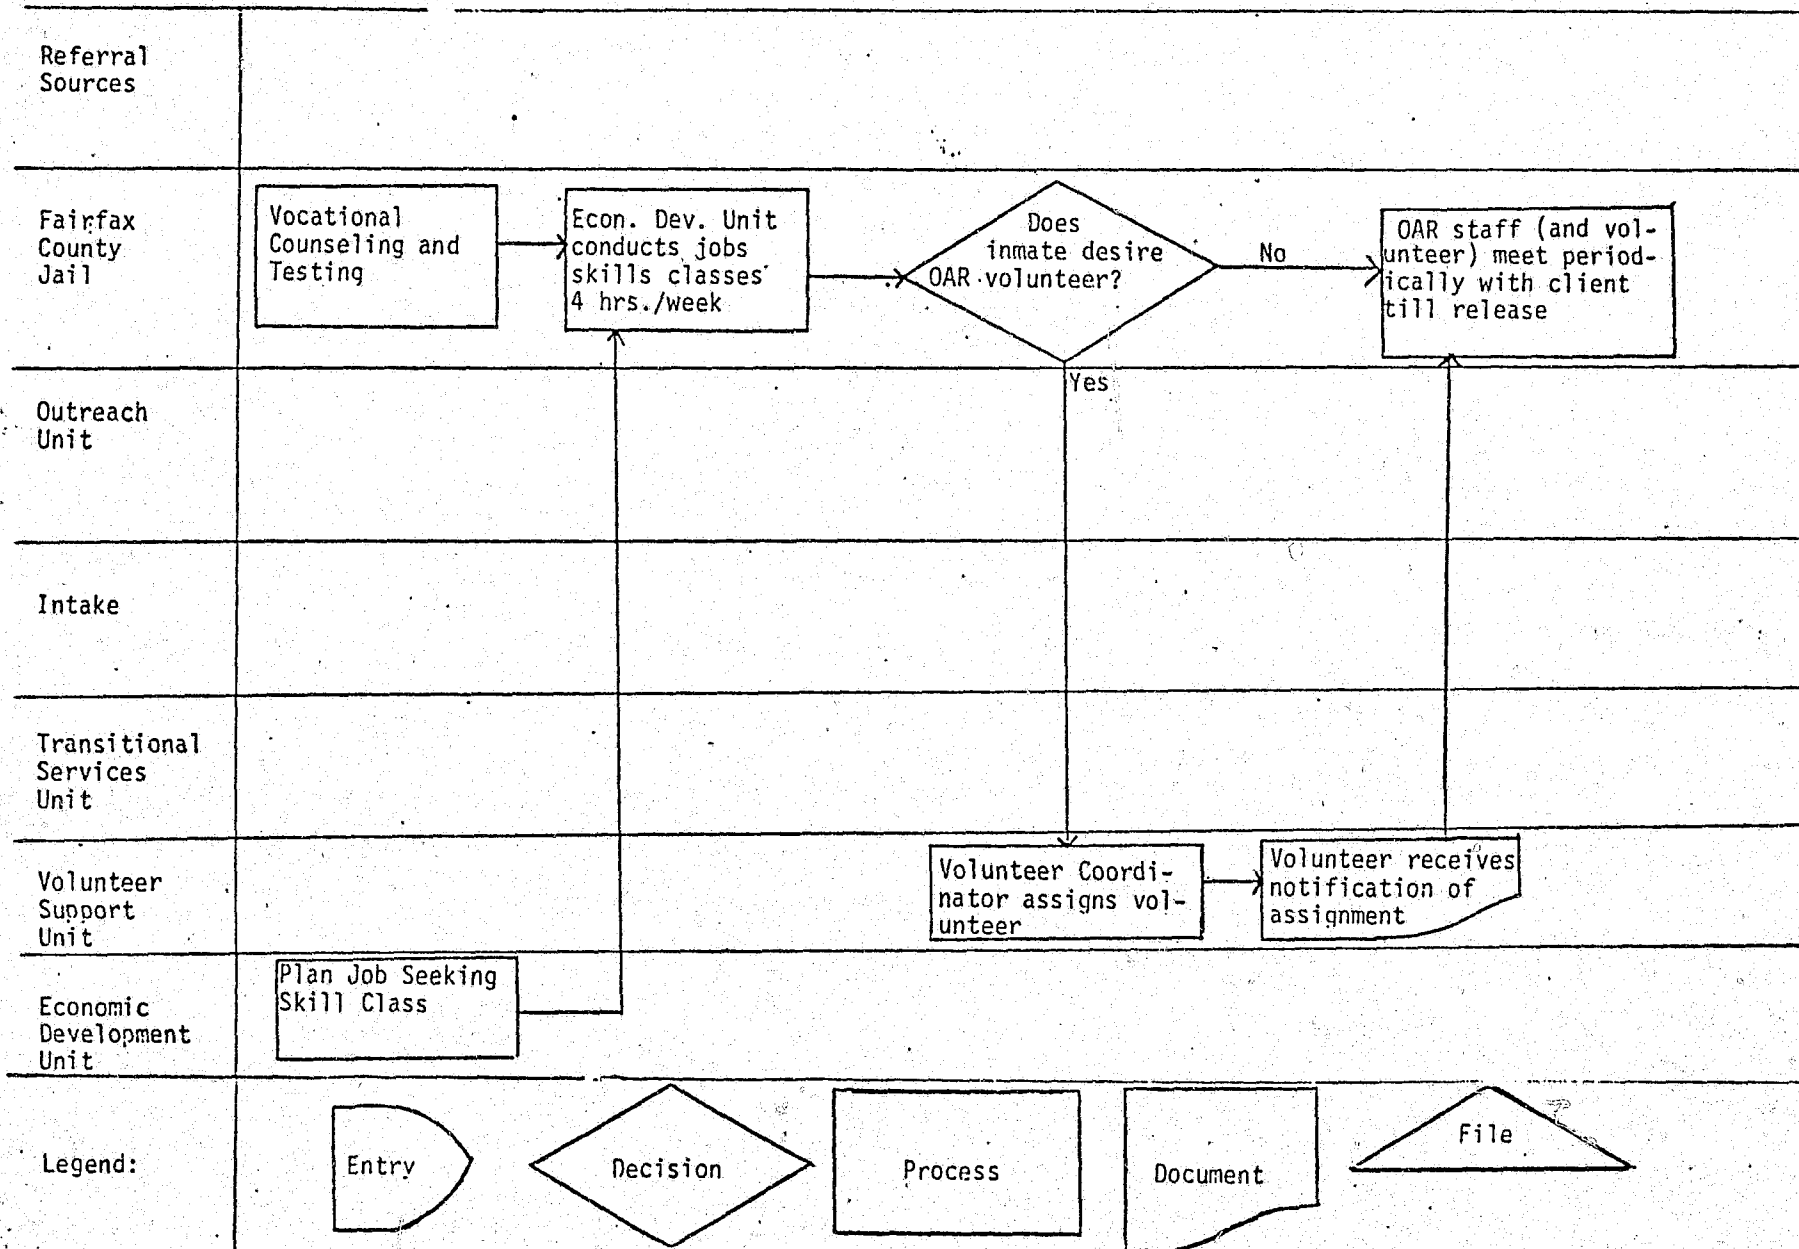 Referral
Sources
Fairfax
County
Jail
Vocational
Counseling and
Testing
Econ. Dev. Unit
conducts jobs
skills classes
4 hrs./week
Does
inmate desire
OAR volunteer?
No
Yes
OAR staff (and vol-
unteer) meet period-
ically with client
till release
Outreach
Unit
Intake
Transitional
Services
Unit
Volunteer
Support
Unit
Volunteer Coordi-
nator assigns vol-
unteer
Volunteer receives
notification of
assignment
Economic
Development
Unit
Plan Job Seeking
Skill Class
Legend:
Entry
Decision
Process
Document
File